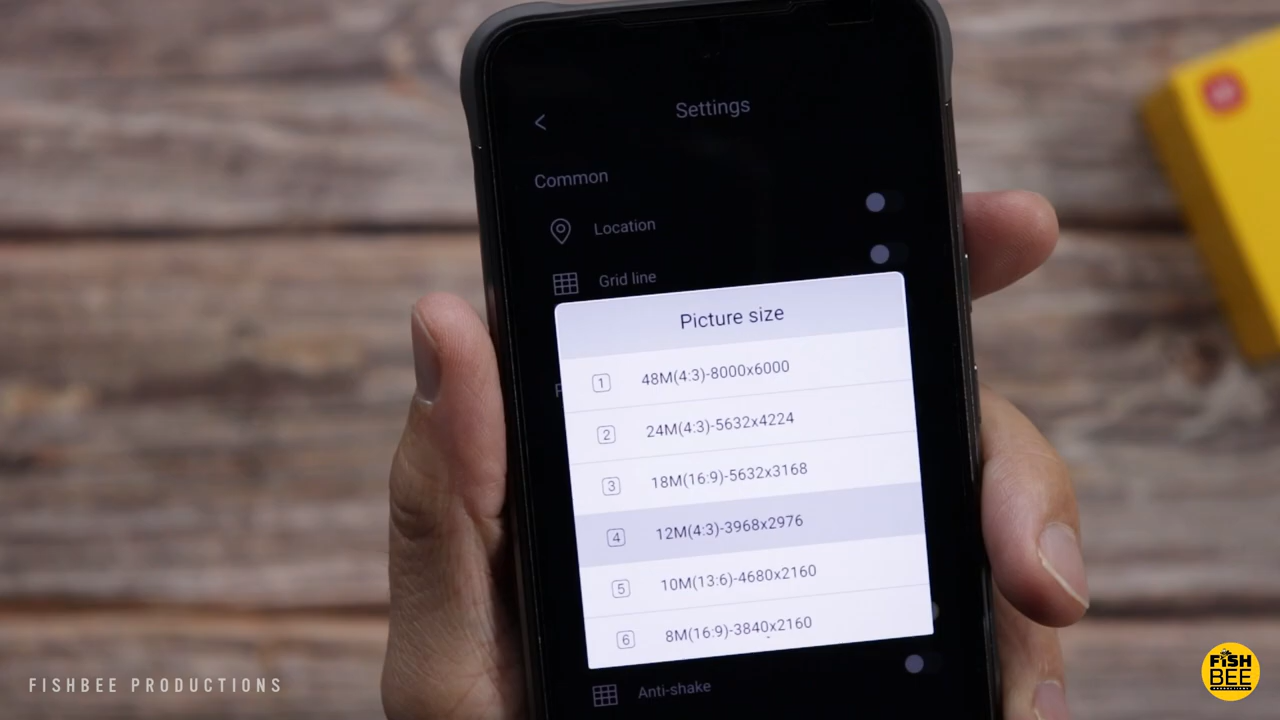 Settings
Common
Location
Grid line
Picture size
1 48M(4:3)-8000x6000
2 24M(4:3)-5632x4224
3 18M(16:9)-5632x3168
4 12M(4:3)-3968x2976
5 10M(13:6)-4680x2160
6 8M(16:9)-3840x2160
Anti-shake
FISHBEE PRODUCTIONS
FISH
BEE
PRODUCTIONS